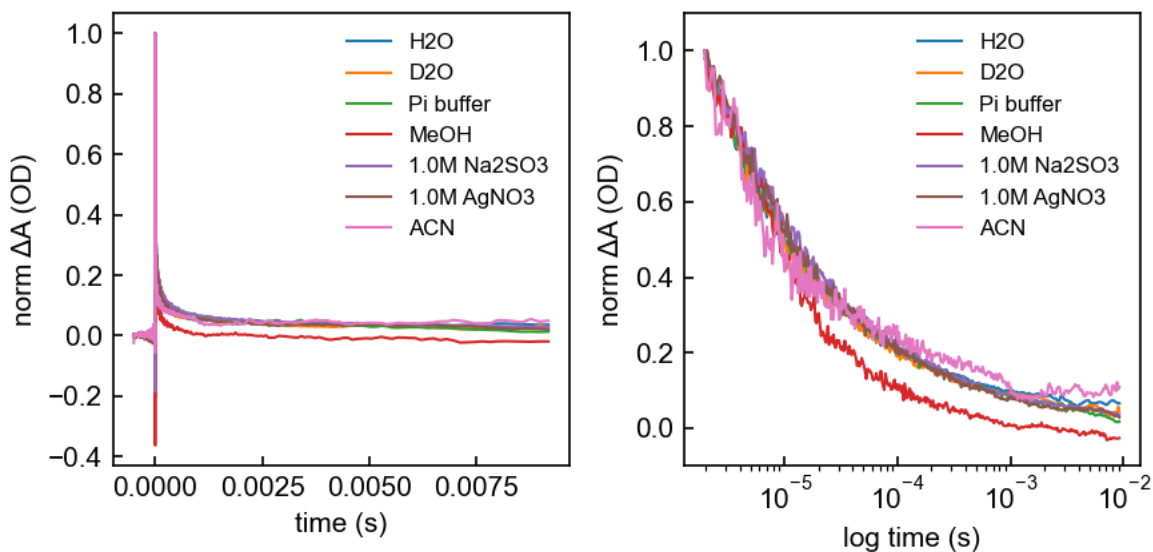 norm ΔA (OD)
1.0
0.8
0.6
0.4
0.2
0.0
−0.2
−0.4
H2O
D2O
Pi buffer
MeOH
1.0M Na2SO3
1.0M AgNO3
ACN
0.0000 0.0025 0.0050 0.0075
time (s)
norm ΔA (OD)
1.0
0.8
0.6
0.4
0.2
0.0
H2O
D2O
Pi buffer
MeOH
1.0M Na2SO3
1.0M AgNO3
ACN
10⁻⁵ 10⁻⁴ 10⁻³ 10⁻²
log time (s)